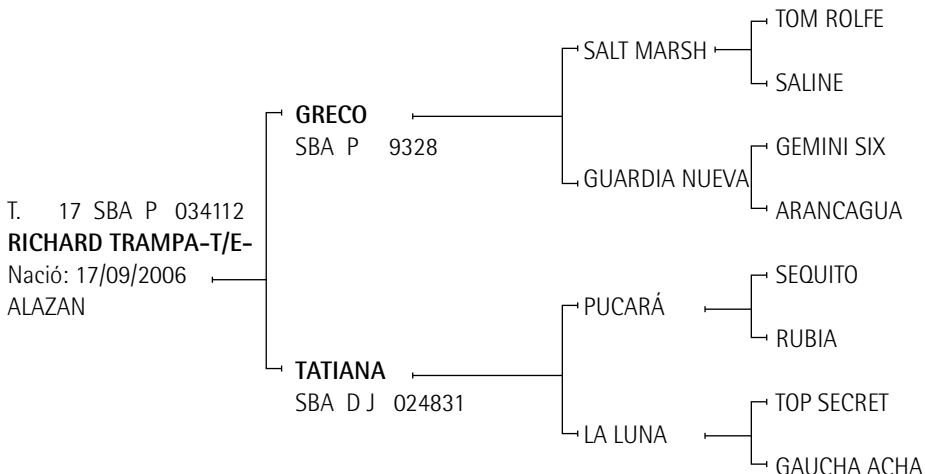 TOM ROLFE
SALT MARSH
SALINE
GRECO
SBA P 9328
GEMINI SIX
GUARDIA NUEVA
ARANCAGUA
T. 17 SBA P 034112
RICHARD TRAMPA-T/E-
Nació: 17/09/2006
ALAZAN
SEQUITO
PUCARÁ
RUBIA
TATIANA
SBA D J 024831
TOP SECRET
LA LUNA
GAUCHA ACHA